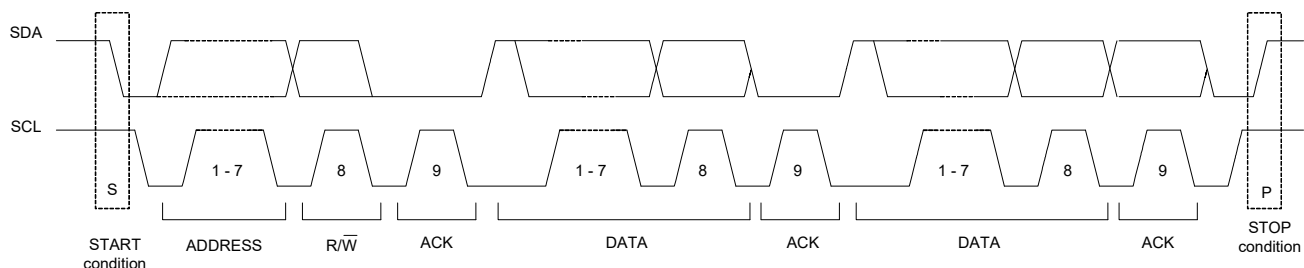 SDA
SCL
1 - 7
8
9
1 - 7
8
9
1 - 7
8
9
S
P
START
condition
ADDRESS
R/W̅
ACK
DATA
ACK
DATA
ACK
STOP
condition